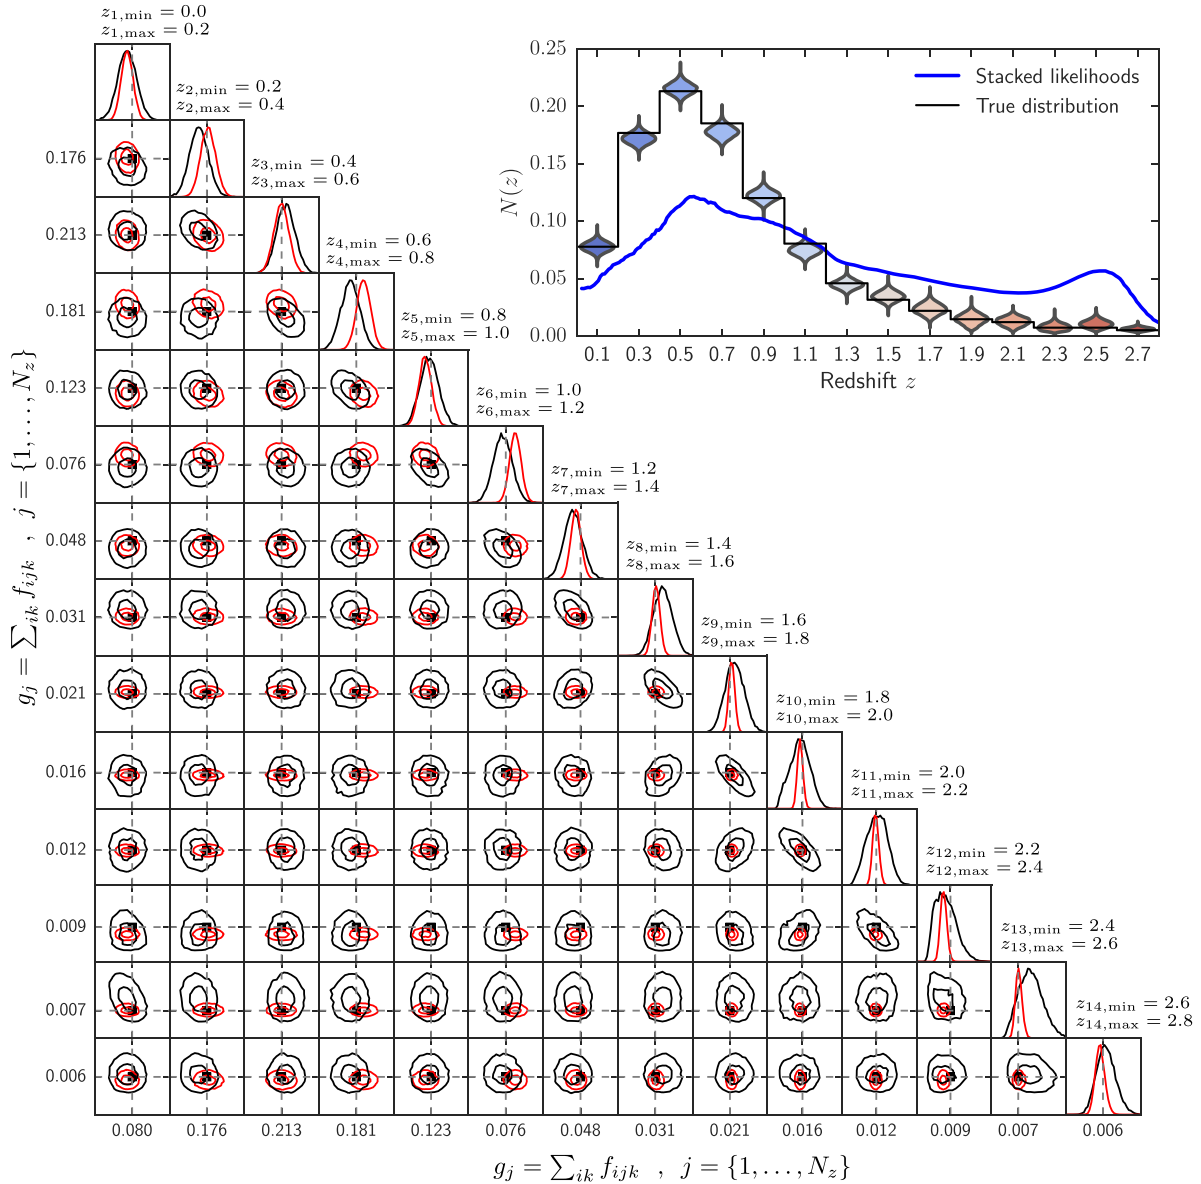 z_{1,min} = 0.0
z_{1,max} = 0.2
z_{2,min} = 0.2
z_{2,max} = 0.4
z_{3,min} = 0.4
z_{3,max} = 0.6
z_{4,min} = 0.6
z_{4,max} = 0.8
z_{5,min} = 0.8
z_{5,max} = 1.0
z_{6,min} = 1.0
z_{6,max} = 1.2
z_{7,min} = 1.2
z_{7,max} = 1.4
z_{8,min} = 1.4
z_{8,max} = 1.6
z_{9,min} = 1.6
z_{9,max} = 1.8
z_{10,min} = 1.8
z_{10,max} = 2.0
z_{11,min} = 2.0
z_{11,max} = 2.2
z_{12,min} = 2.2
z_{12,max} = 2.4
z_{13,min} = 2.4
z_{13,max} = 2.6
z_{14,min} = 2.6
z_{14,max} = 2.8
0.25
0.20
0.15
0.10
0.05
0.00
N(z)
Stacked likelihoods
True distribution
0.1 0.3 0.5 0.7 0.9 1.1 1.3 1.5 1.7 1.9 2.1 2.3 2.5 2.7
Redshift z
0.176
0.213
0.181
0.123
0.076
0.048
0.031
0.021
0.016
0.012
0.009
0.007
0.006
g_j = ∑_{ik} f_{ijk} , j = {1, . . . , N_z}
0.080 0.176 0.213 0.181 0.123 0.076 0.048 0.031 0.021 0.016 0.012 0.009 0.007 0.006
g_j = ∑_{ik} f_{ijk} , j = {1, . . . , N_z}